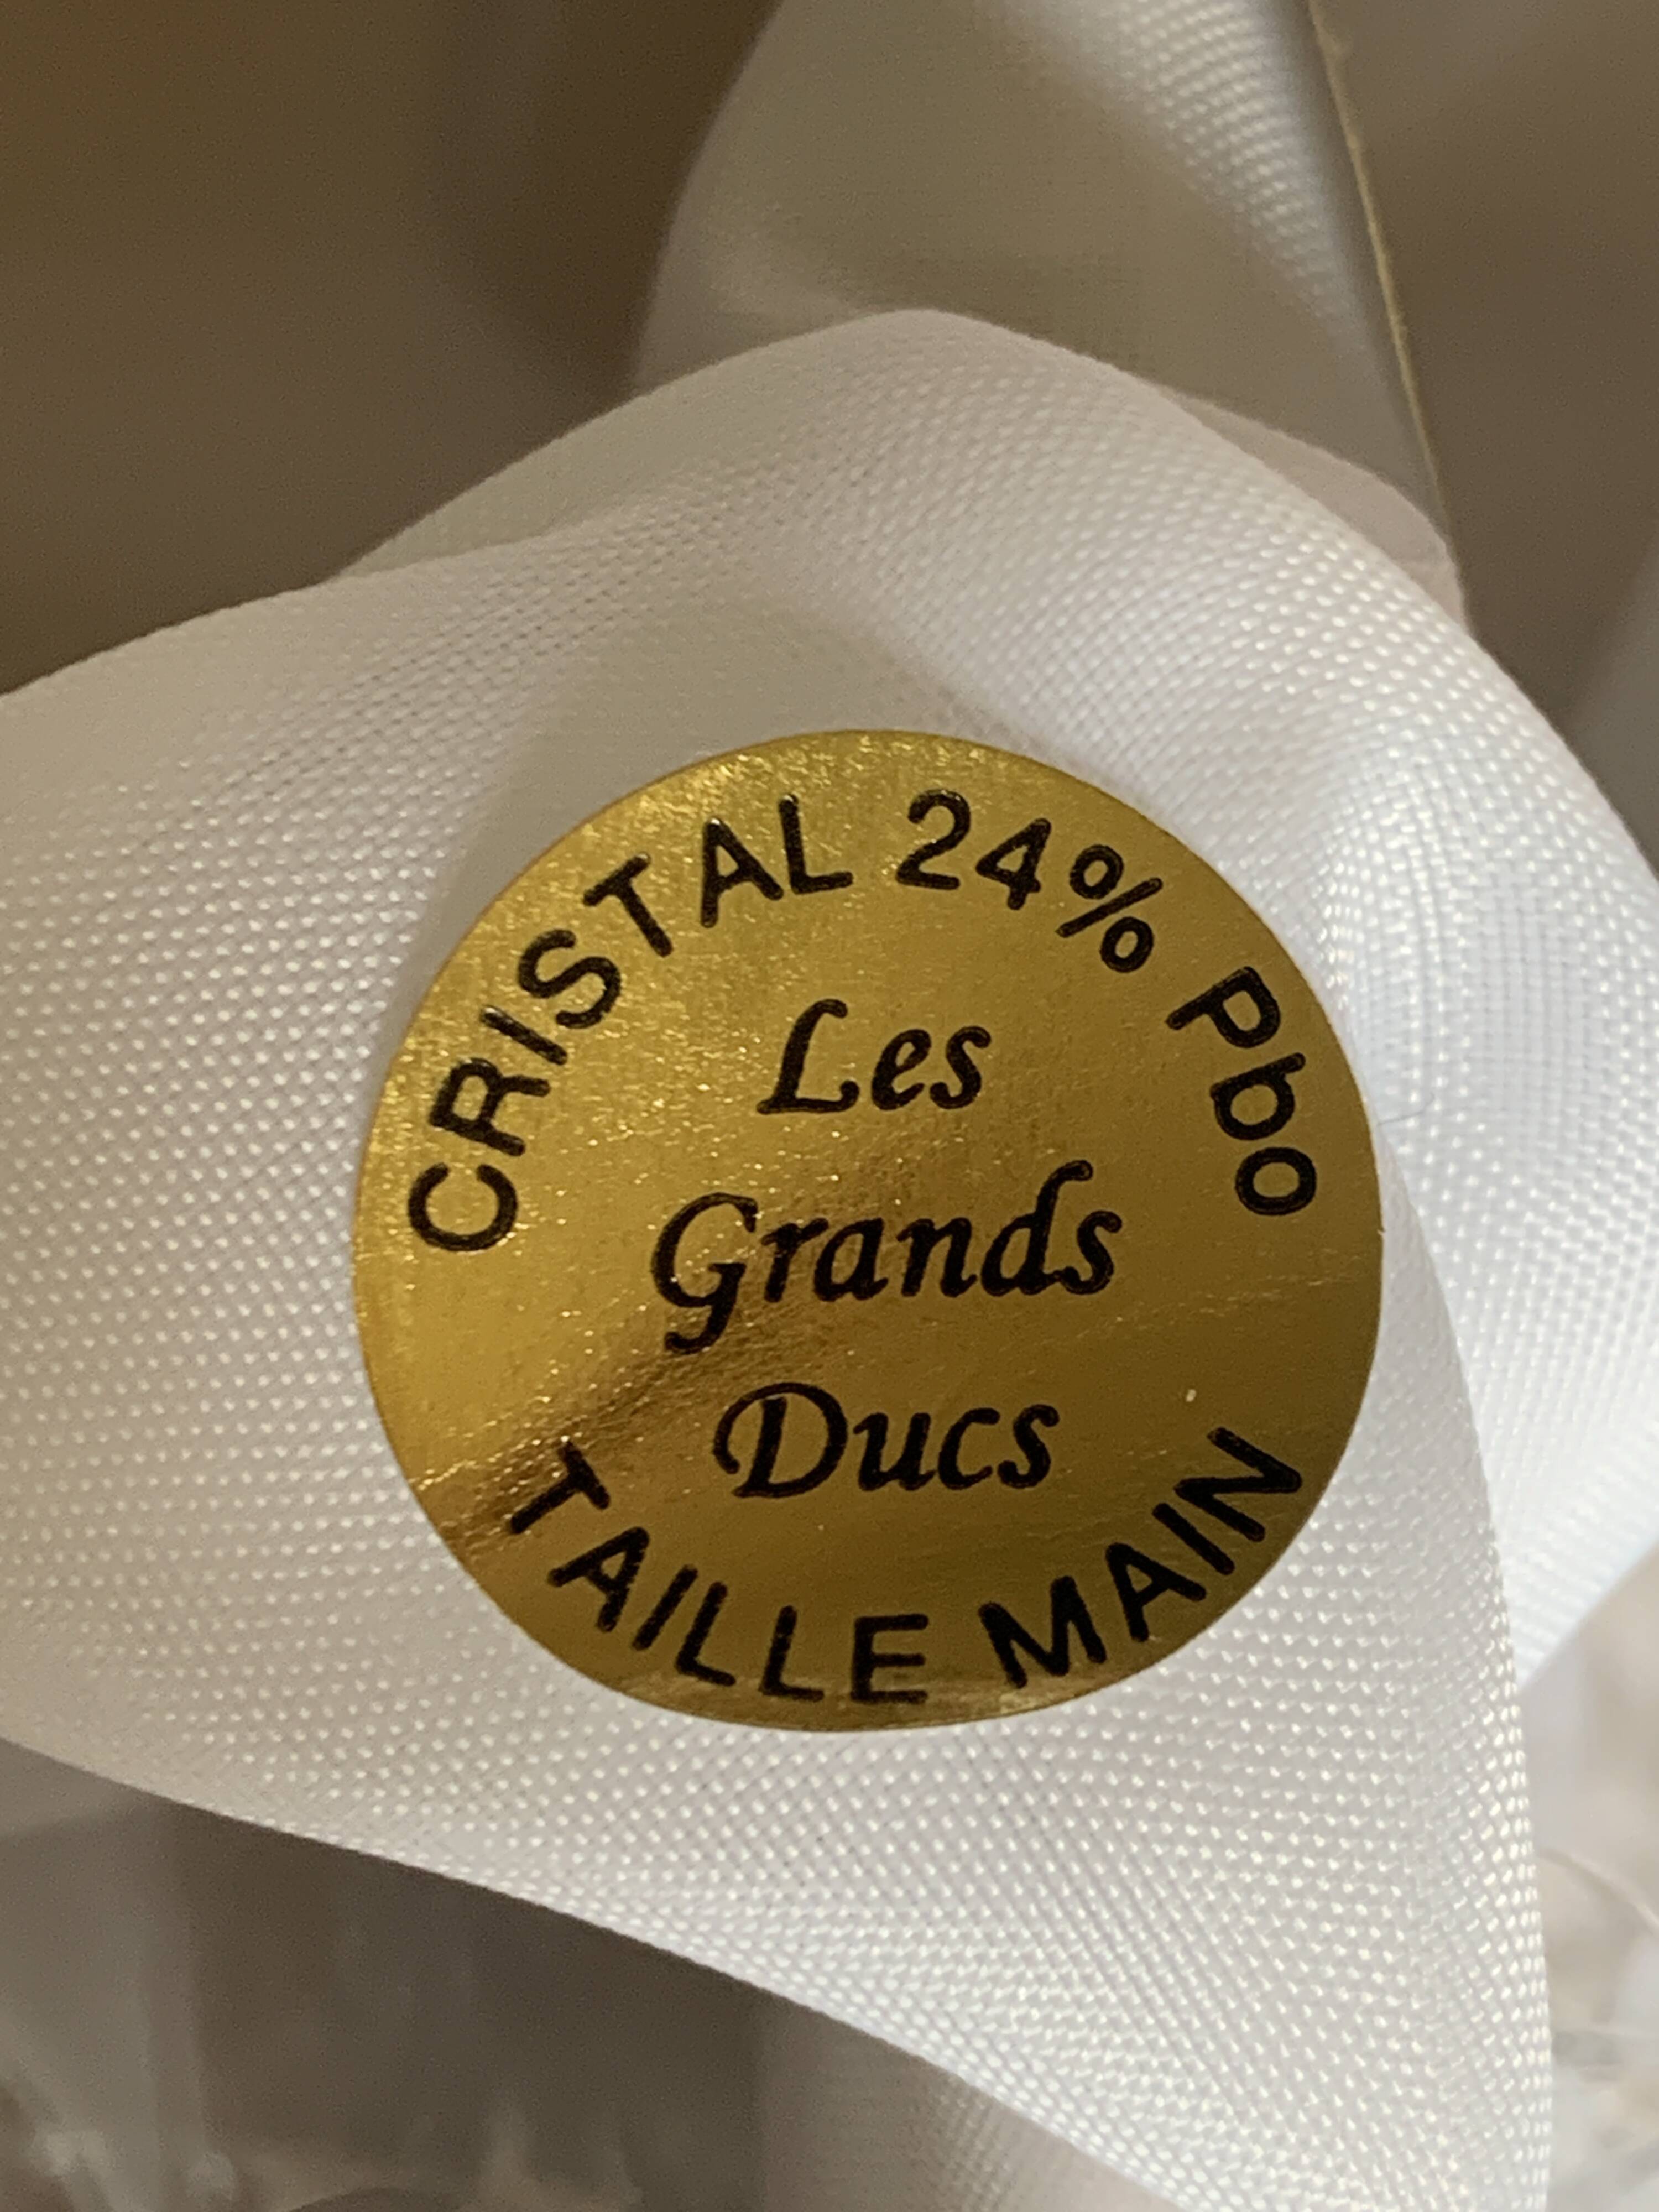 CRISTAL 24% Pbo
Les
Grands
Ducs
TAILLE MAIN